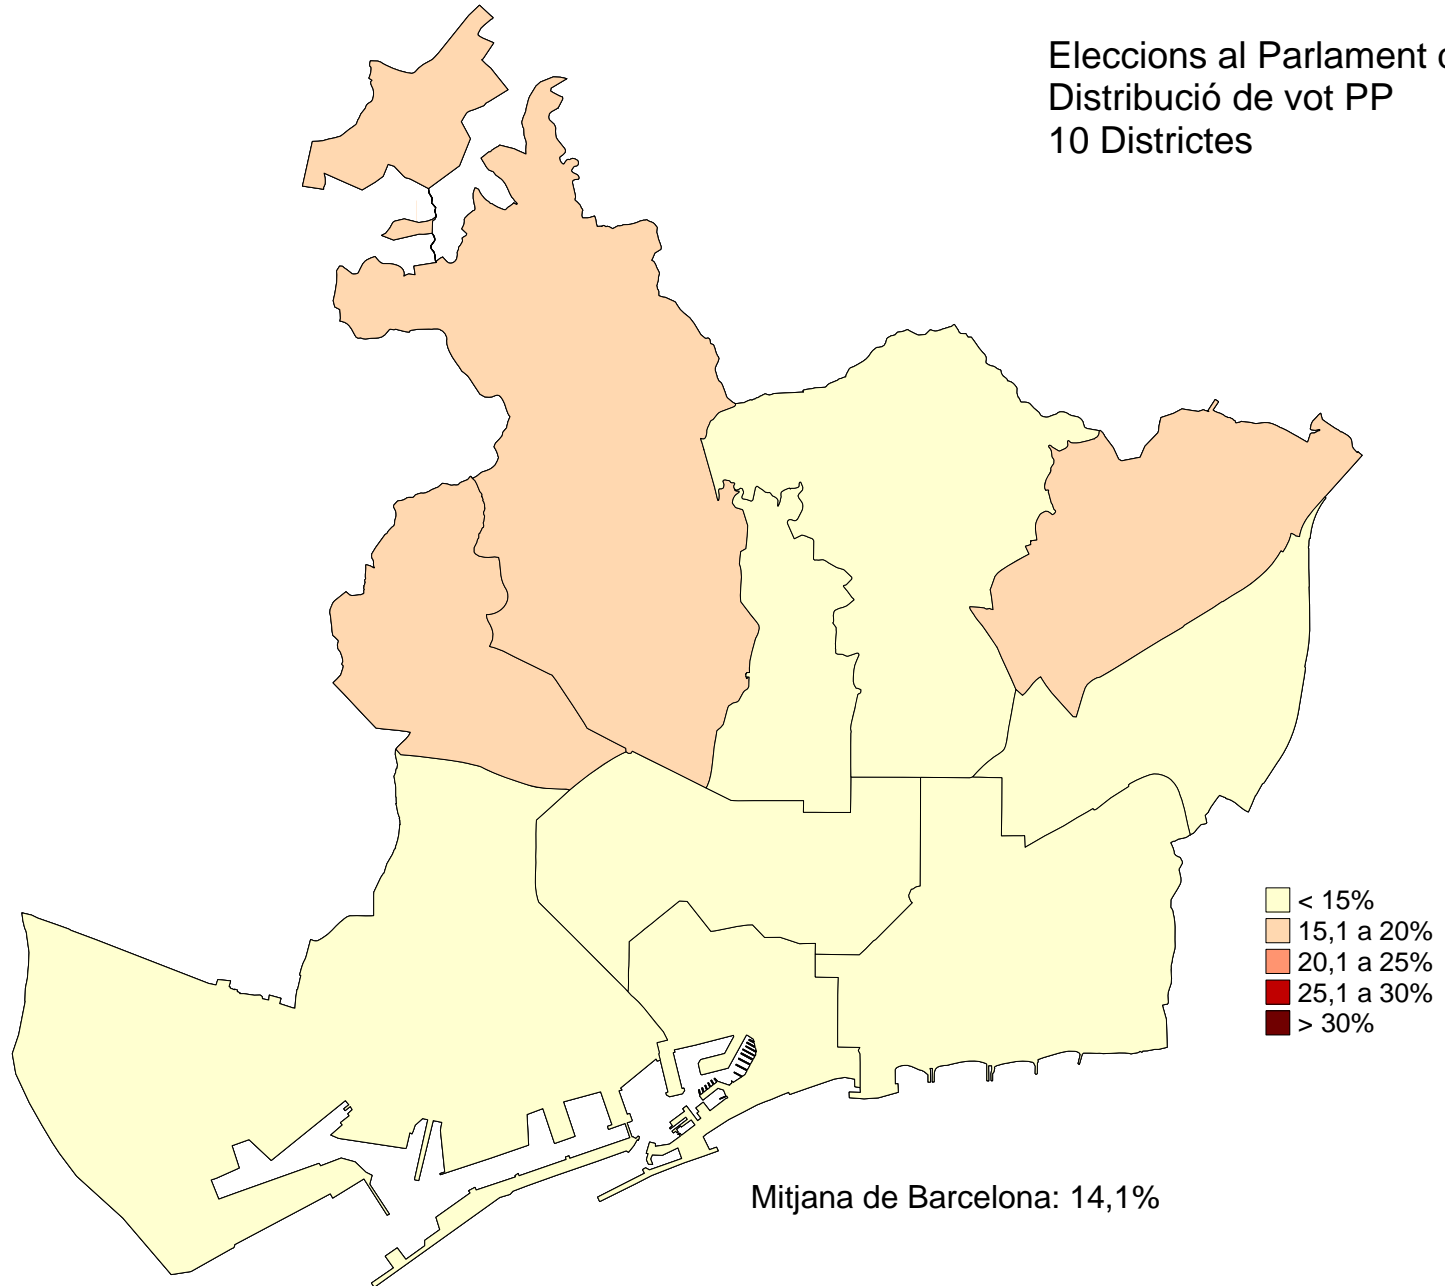 Eleccions al Parlament
Distribució de vot PP
10 Districtes
< 15%
15,1 a 20%
20,1 a 25%
25,1 a 30%
> 30%
Mitjana de Barcelona: 14,1%